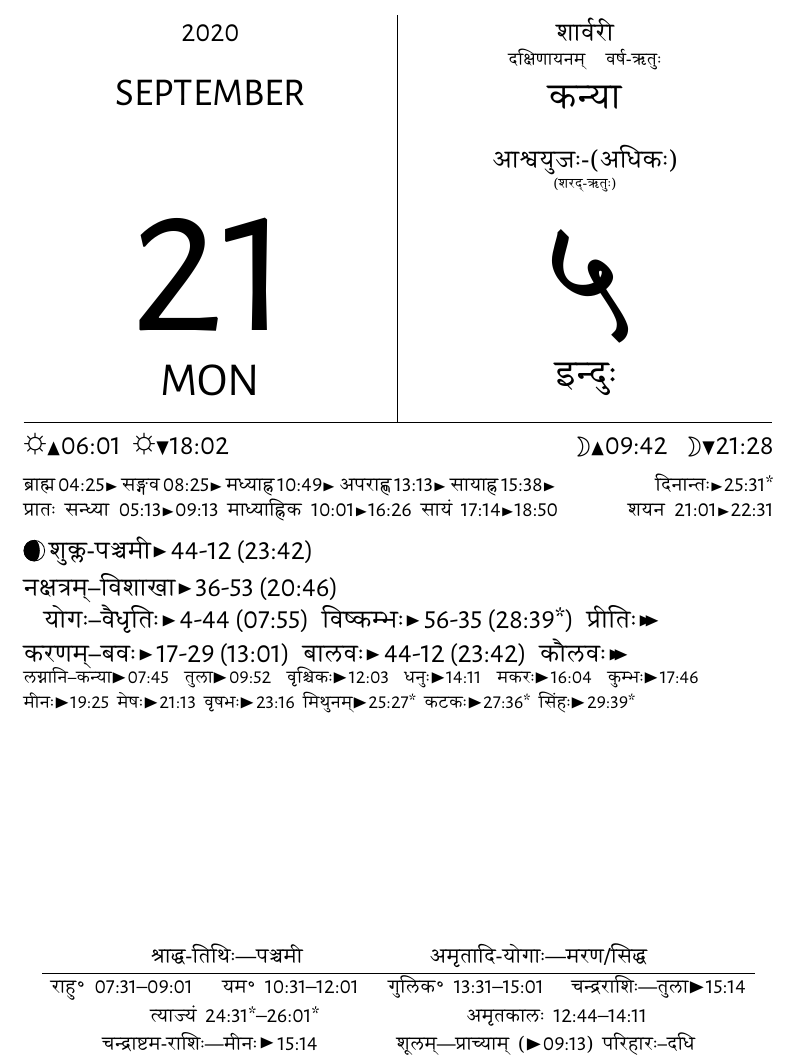 2020
SEPTEMBER
21
MON
शार्वरी
दक्षिणायनम् वर्ष-ऋतुः
कन्या
आश्वयुजः-(अधिकः)
(शरद्-ऋतुः)
५
इन्दुः
▲06:01 ▼18:02 ▲09:42 ▼21:28
ब्राह्म 04:25► सङ्गव 08:25► मध्याह्न 10:49► अपराह्ण 13:13► सायाह्न 15:38► दिनान्तः►25:31*
प्रातः सन्ध्या 05:13►09:13 माध्याह्निक 10:01►16:26 सायं 17:14►18:50 शयन 21:01►22:31
शुक्ल-पञ्चमी►44-12 (23:42)
नक्षत्रम्–विशाखा►36-53 (20:46)
योगः–वैधृतिः►4-44 (07:55) विष्कम्भः►56-35 (28:39*) प्रीतिः►►
करणम्–बवः►17-29 (13:01) बालवः►44-12 (23:42) कौलवः►►
लग्नानि–कन्या►07:45 तुला►09:52 वृश्चिकः►12:03 धनुः►14:11 मकरः►16:04 कुम्भः►17:46
मीनः►19:25 मेषः►21:13 वृषभः►23:16 मिथुनम्►25:27* कटकः►27:36* सिंहः►29:39*
श्राद्ध-तिथिः—पञ्चमी अमृतादि-योगाः—मरण/सिद्ध
राहु॰ 07:31–09:01 यम॰ 10:31–12:01 गुलिक॰ 13:31–15:01 चन्द्रराशिः—तुला►15:14
त्याज्यं 24:31*–26:01* अमृतकालः 12:44–14:11
चन्द्राष्टम-राशिः—मीनः►15:14 शूलम्—प्राच्याम् (►09:13) परिहारः–दधि